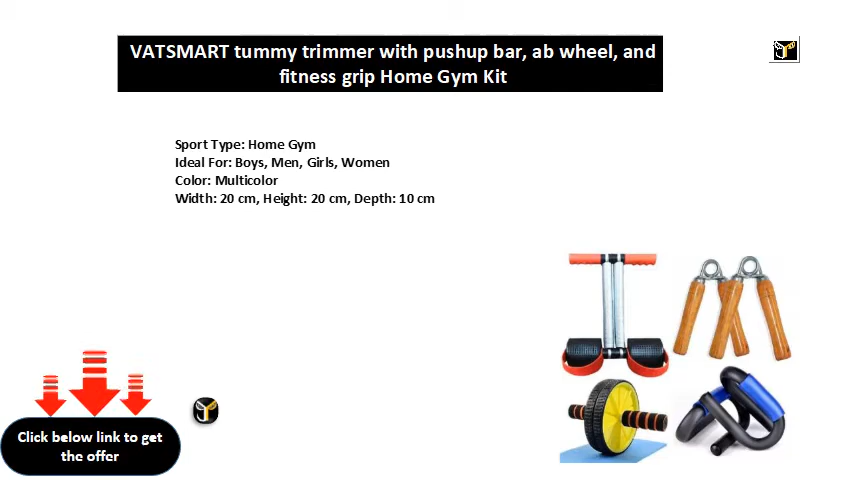 VATSMART tummy trimmer with pushup bar, ab wheel, and
fitness grip Home Gym Kit
Sport Type: Home Gym
Ideal For: Boys, Men, Girls, Women
Color: Multicolor
Width: 20 cm, Height: 20 cm, Depth: 10 cm
Click below link to get
the offer